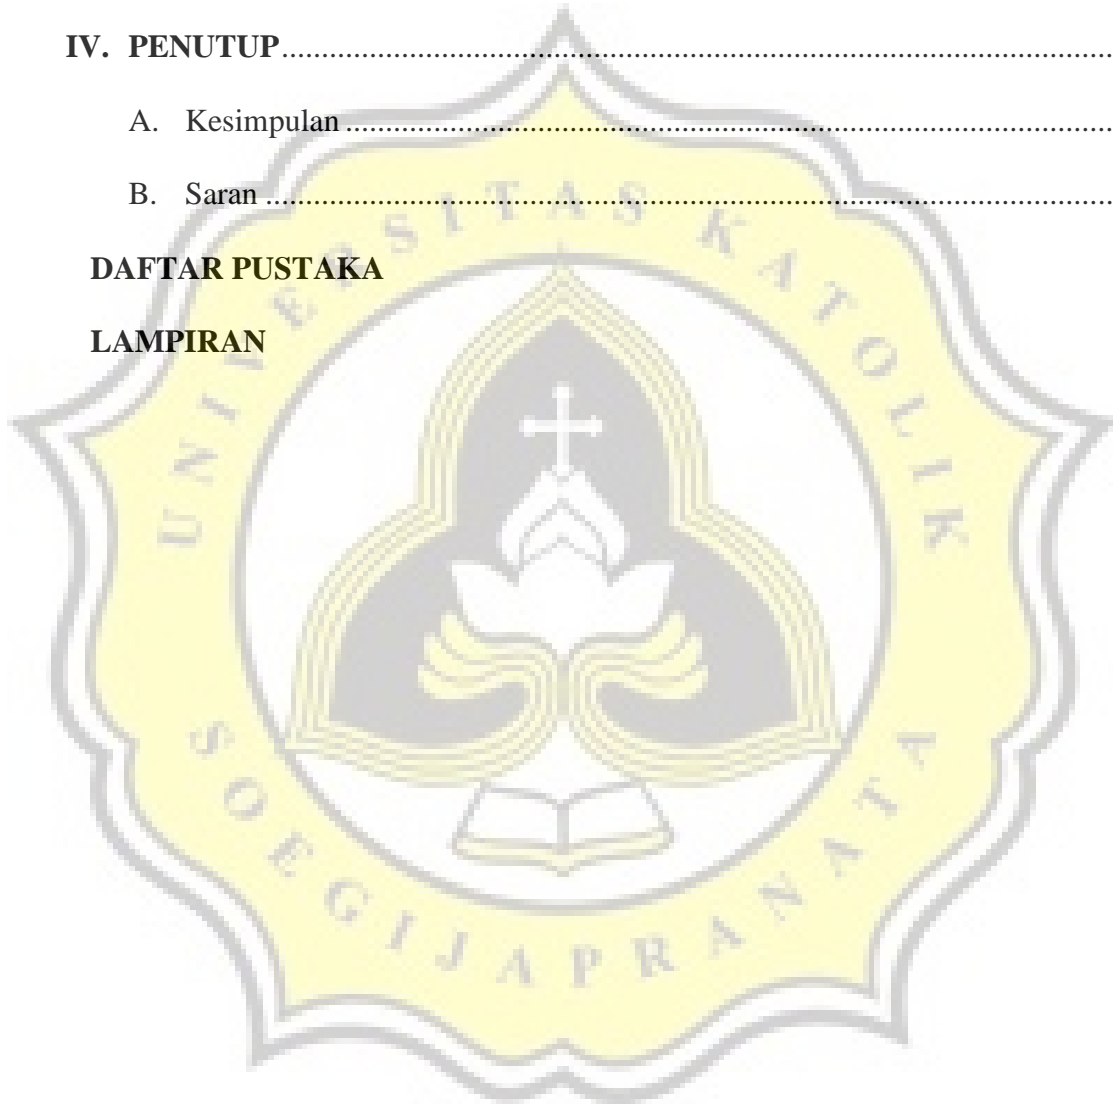 IV. PENUTUP
A. Kesimpulan
B. Saran
DAFTAR PUSTAKA
LAMPIRAN
UNIVERSITAS KATOLIK
SOEGIJAPRANATA